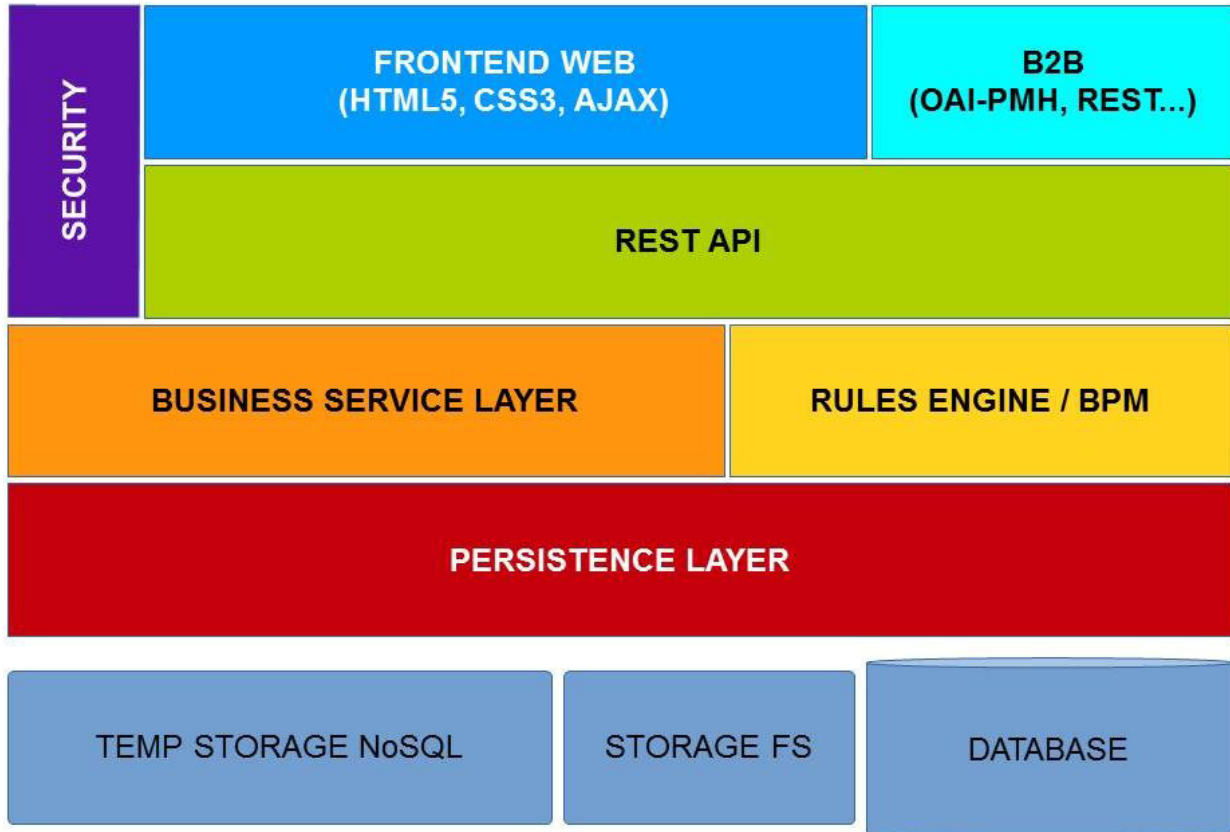 SECURITY
FRONTEND WEB
(HTML5, CSS3, AJAX)
B2B
(OAI-PMH, REST...)
REST API
BUSINESS SERVICE LAYER
RULES ENGINE / BPM
PERSISTENCE LAYER
TEMP STORAGE NoSQL
STORAGE FS
DATABASE